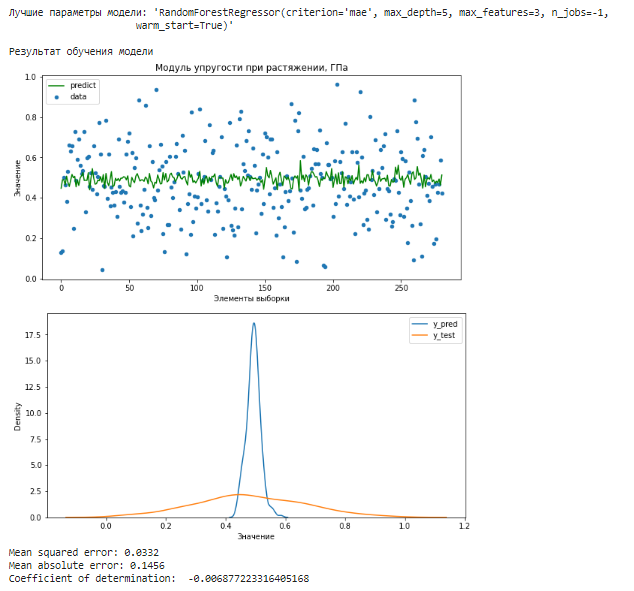 Лучшие параметры модели: 'RandomForestRegressor(criterion='mae', max_depth=5, max_features=3, n_jobs=-1,
warm_start=True)'
Результат обучения модели
Модуль упругости при растяжении, ГПа
predict
data
1.0
0.8
0.6
0.4
0.2
0.0
Значение
0 50 100 150 200 250
Элементы выборки
y_pred
y_test
17.5
15.0
12.5
10.0
7.5
5.0
2.5
0.0
Density
0.0 0.2 0.4 0.6 0.8 1.0 1.2
Значение
Mean squared error: 0.0332
Mean absolute error: 0.1456
Coefficient of determination: -0.006877223316405168